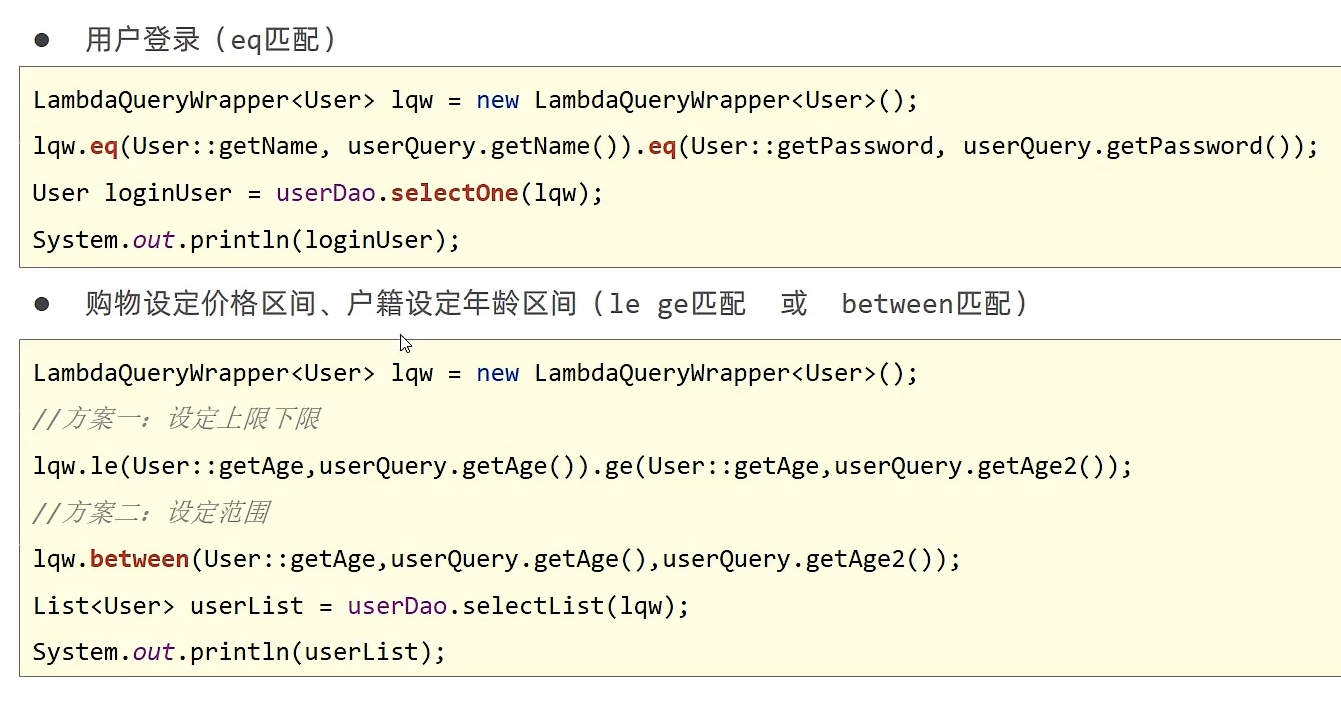 ● 用户登录（eq匹配）
LambdaQueryWrapper<User> lqw = new LambdaQueryWrapper<User>();
lqw.eq(User::getName, userQuery.getName()).eq(User::getPassword, userQuery.getPassword());
User loginUser = userDao.selectOne(lqw);
System.out.println(loginUser);
● 购物设定价格区间、户籍设定年龄区间（le ge匹配 或 between匹配）
LambdaQueryWrapper<User> lqw = new LambdaQueryWrapper<User>();
//方案一：设定上限下限
lqw.le(User::getAge,userQuery.getAge()).ge(User::getAge,userQuery.getAge2());
//方案二：设定范围
lqw.between(User::getAge,userQuery.getAge(),userQuery.getAge2());
List<User> userList = userDao.selectList(lqw);
System.out.println(userList);